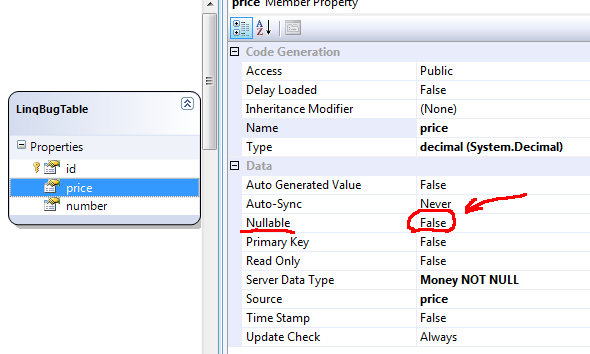 price Member Property
Code Generation
Access Public
Delay Loaded False
Inheritance Modifier (None)
Name price
Type decimal (System.Decimal)
Data
Auto Generated Value False
Auto-Sync Never
Nullable False
Primary Key False
Read Only False
Server Data Type Money NOT NULL
Source price
Time Stamp False
Update Check Always
LinqBugTable
Properties
id
price
number